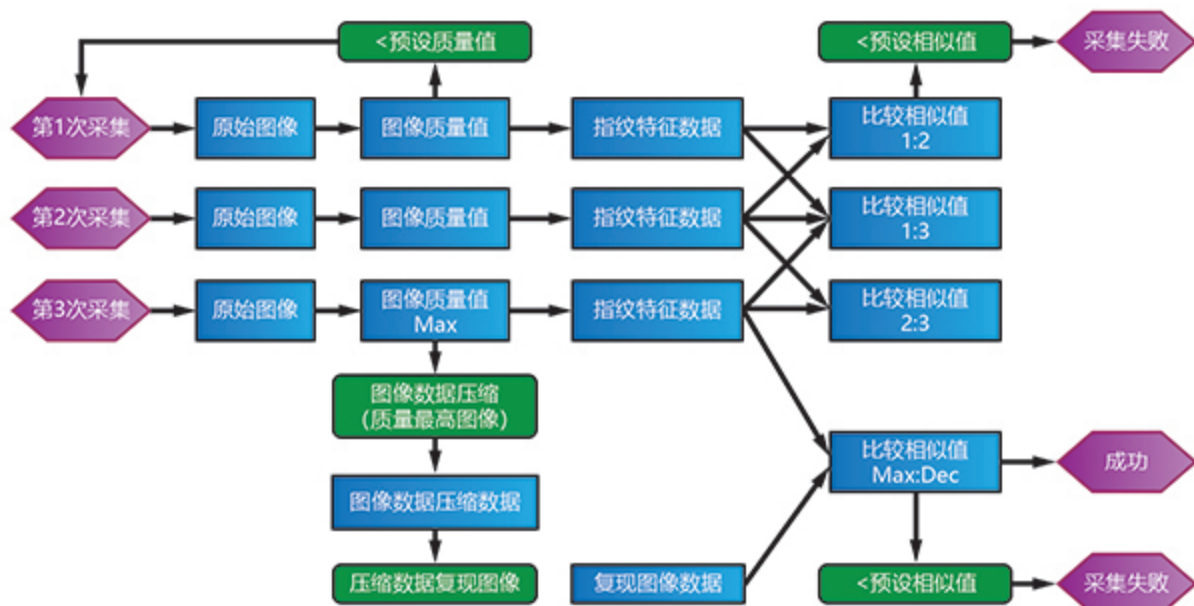 <预设质量值
<预设相似值
采集失败
第1次采集
原始图像
图像质量值
指纹特征数据
比较相似值
1:2
第2次采集
原始图像
图像质量值
指纹特征数据
比较相似值
1:3
第3次采集
原始图像
图像质量值
Max
指纹特征数据
比较相似值
2:3
图像数据压缩
(质量最高图像)
比较相似值
Max:Dec
成功
图像数据压缩数据
压缩数据复现图像
复现图像数据
<预设相似值
采集失败